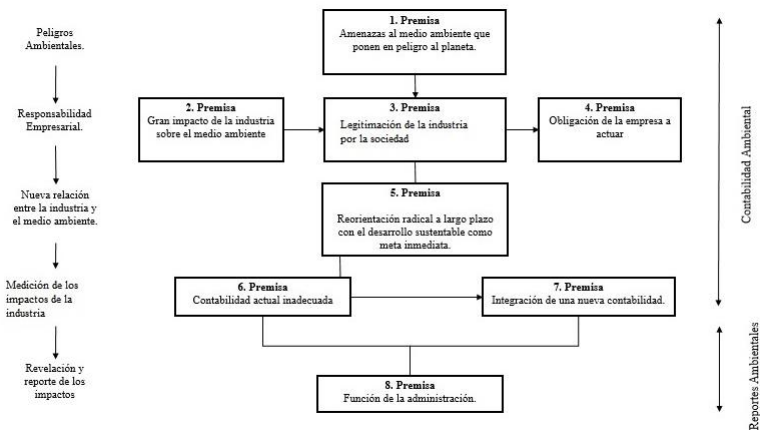 Peligros
Ambientales.
Responsabilidad
Empresarial.
Nueva relación
entre la industria y
el medio ambiente.
Medición de los
impactos de la
industria
Revelación y
reporte de los
impactos
1. Premisa
Amenazas al medio ambiente que
ponen en peligro al planeta.
2. Premisa
Gran impacto de la industria
sobre el medio ambiente
3. Premisa
Legitimación de la industria
por la sociedad
4. Premisa
Obligación de la empresa a
actuar
5. Premisa
Reorientación radical a largo plazo
con el desarrollo sustentable como
meta inmediata.
6. Premisa
Contabilidad actual inadecuada
7. Premisa
Integración de una nueva contabilidad.
8. Premisa
Función de la administración.
Contabilidad Ambiental
Reportes Ambientales